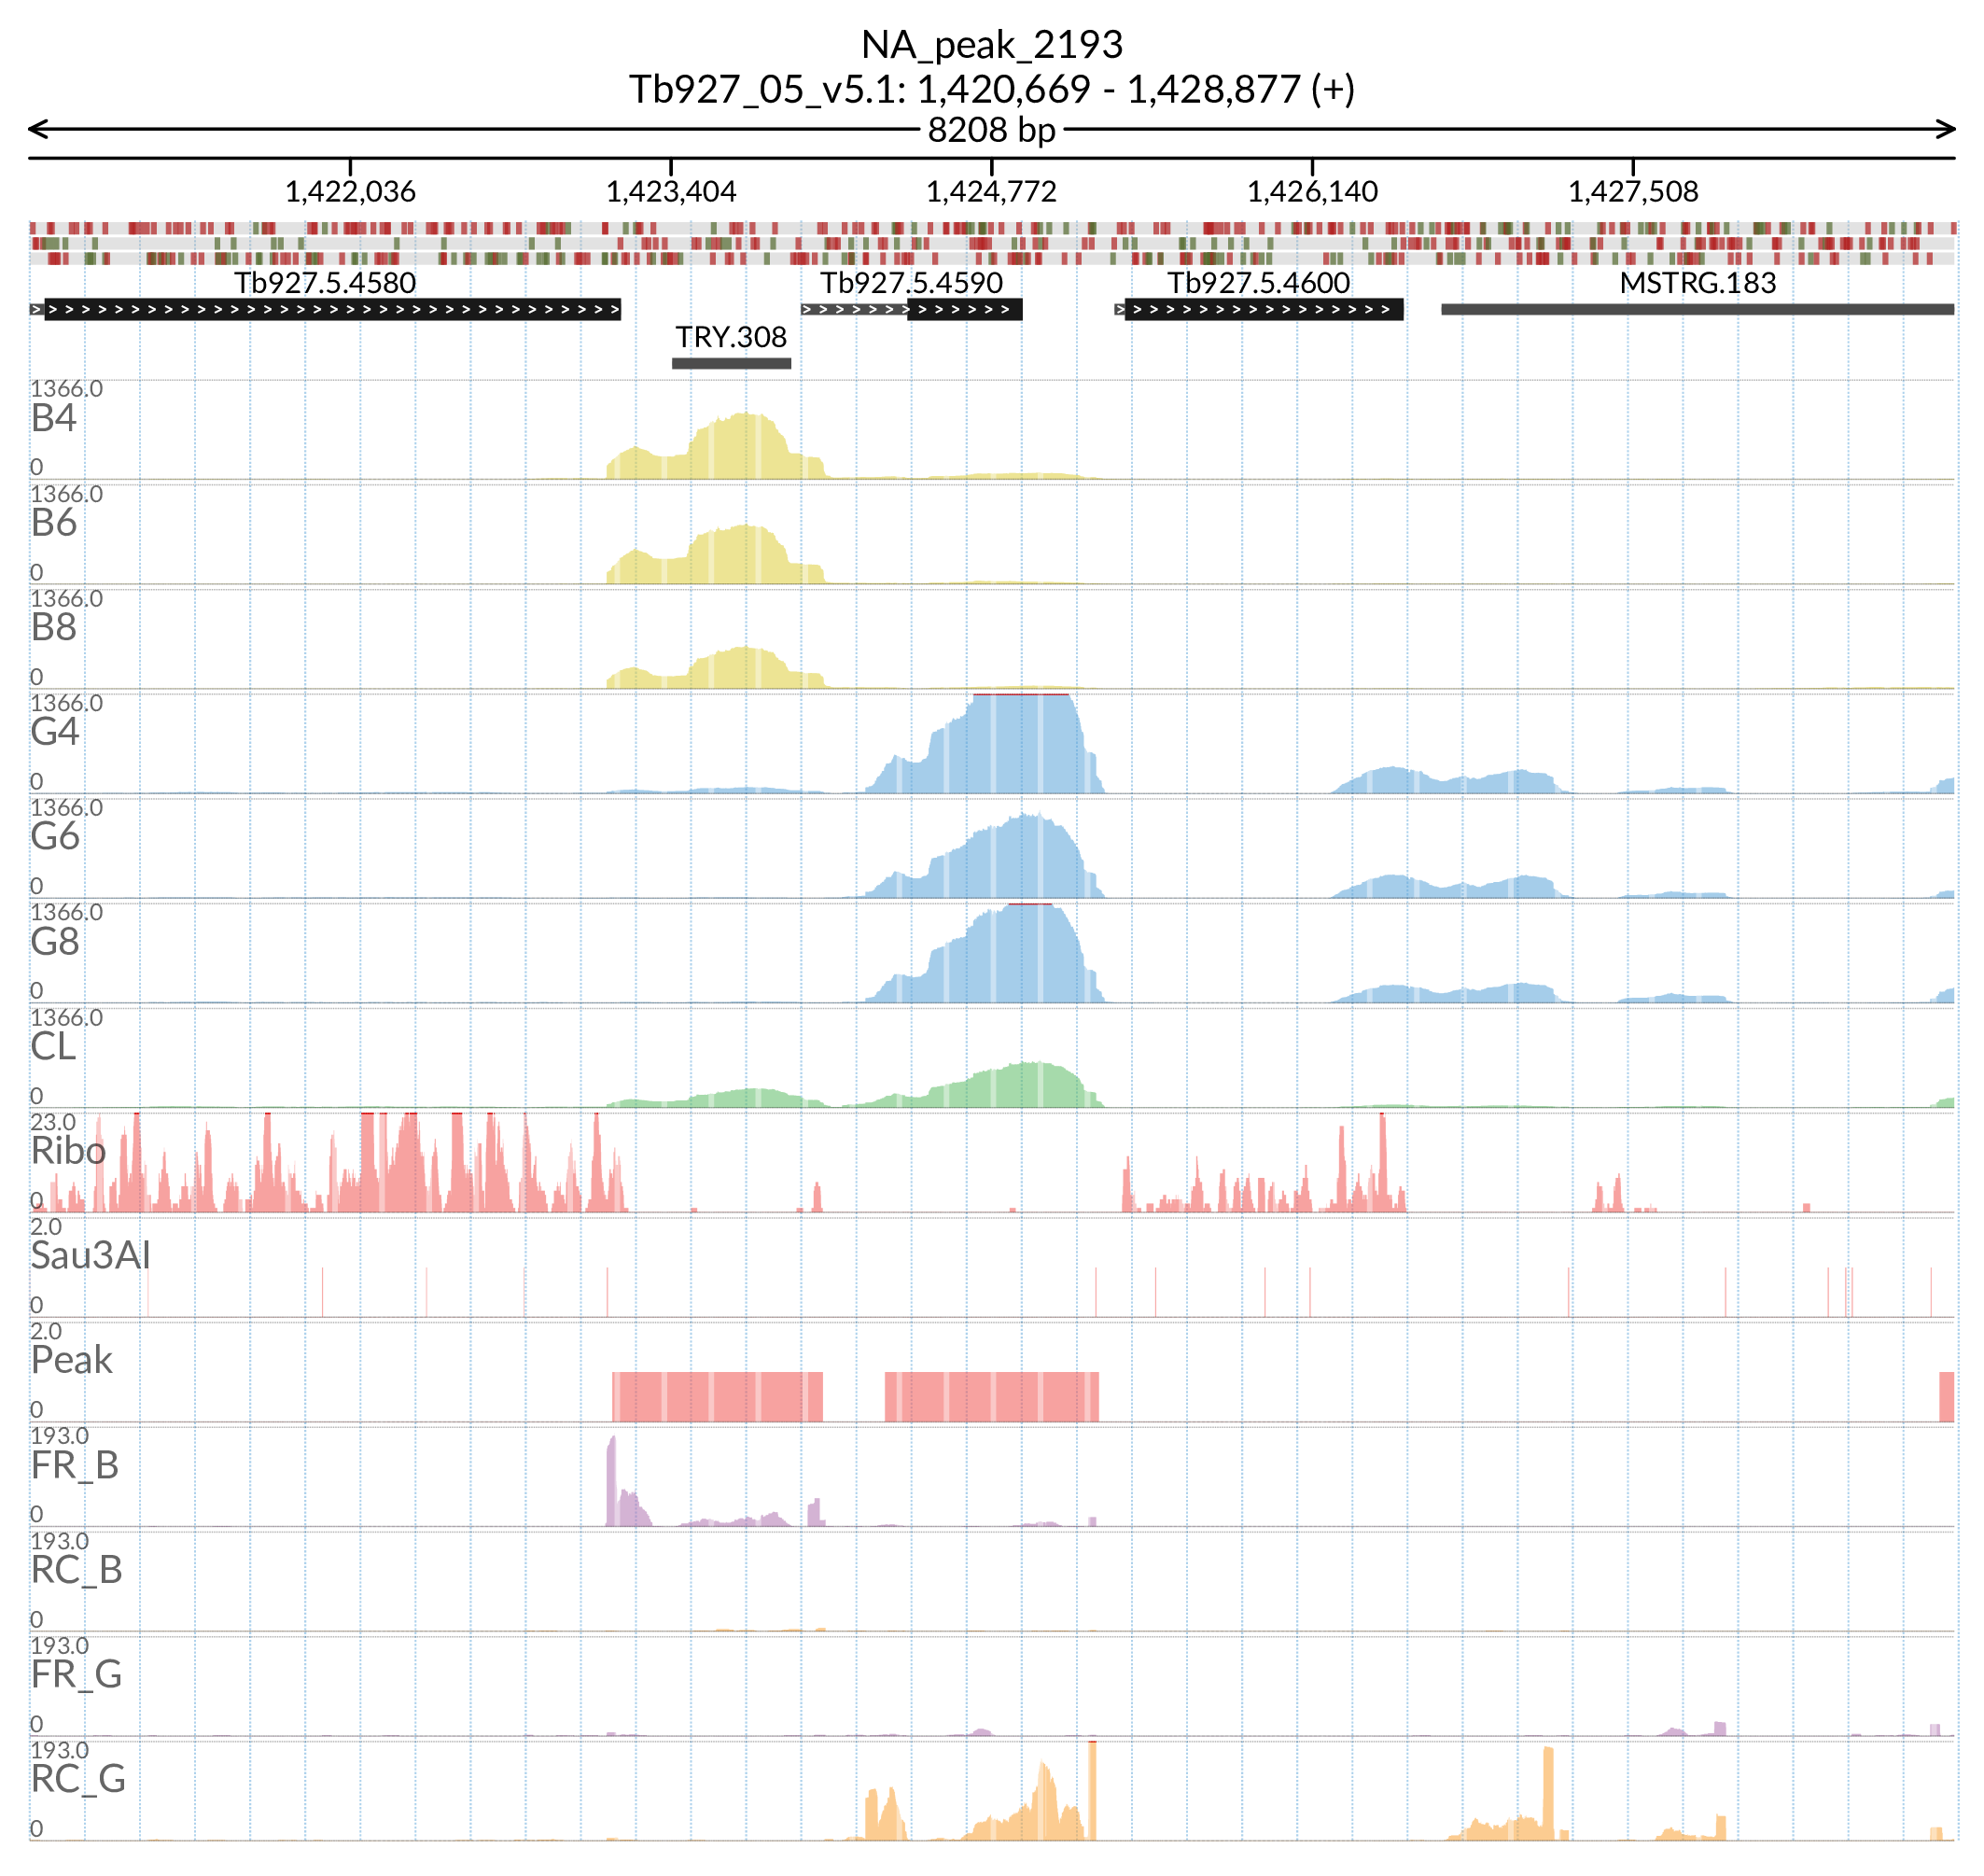 NA_peak_2193
Tb927_05_v5.1: 1,420,669 - 1,428,877 (+)
8208 bp
1,422,036 1,423,404 1,424,772 1,426,140 1,427,508
Tb927.5.4580 Tb927.5.4590 Tb927.5.4600 MSTRG.183
TRY.308
1366.0
B4
0
1366.0
B6
0
1366.0
B8
0
1366.0
G4
0
1366.0
G6
0
1366.0
G8
0
1366.0
CL
0
23.0
Ribo
0
2.0
Sau3AI
0
2.0
Peak
0
193.0
FR_B
0
193.0
RC_B
0
193.0
FR_G
0
193.0
RC_G
0